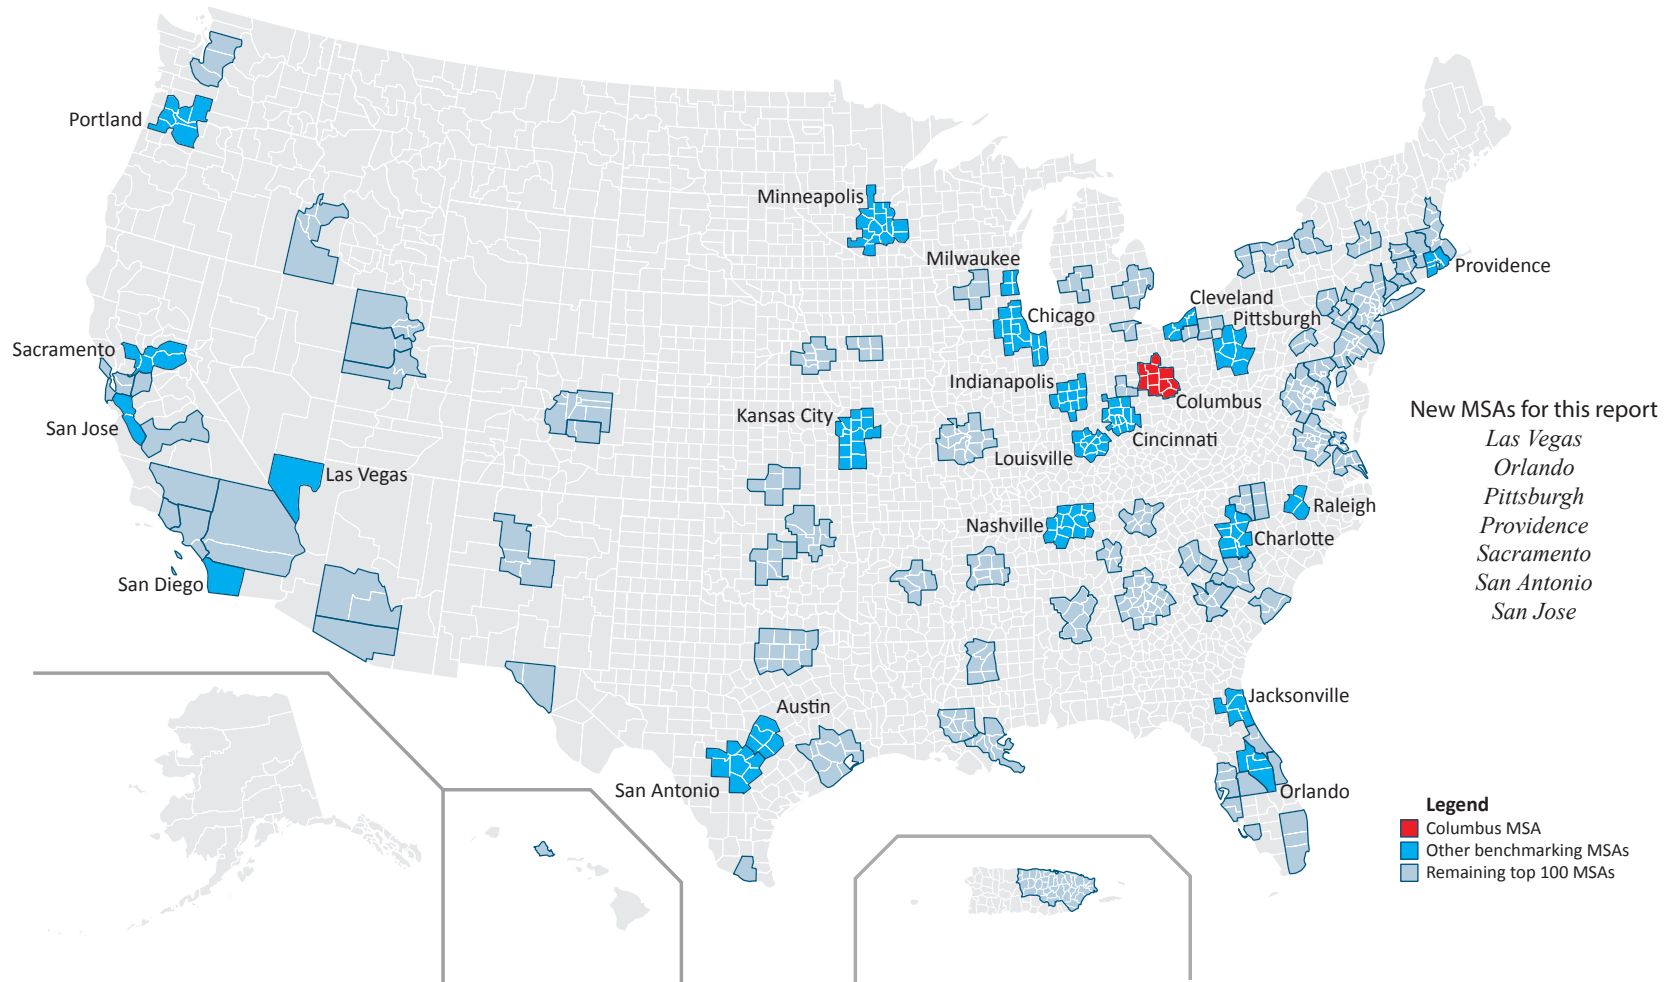 Portland
Minneapolis
Milwaukee
Providence
Cleveland
Chicago
Pittsburgh
Sacramento
Indianapolis
Columbus
Kansas City
San Jose
Cincinnati
Louisville
Las Vegas
Raleigh
Nashville
Charlotte
San Diego
Jacksonville
Austin
San Antonio
Orlando
New MSAs for this report
Las Vegas
Orlando
Pittsburgh
Providence
Sacramento
San Antonio
San Jose
Legend
Columbus MSA
Other benchmarking MSAs
Remaining top 100 MSAs